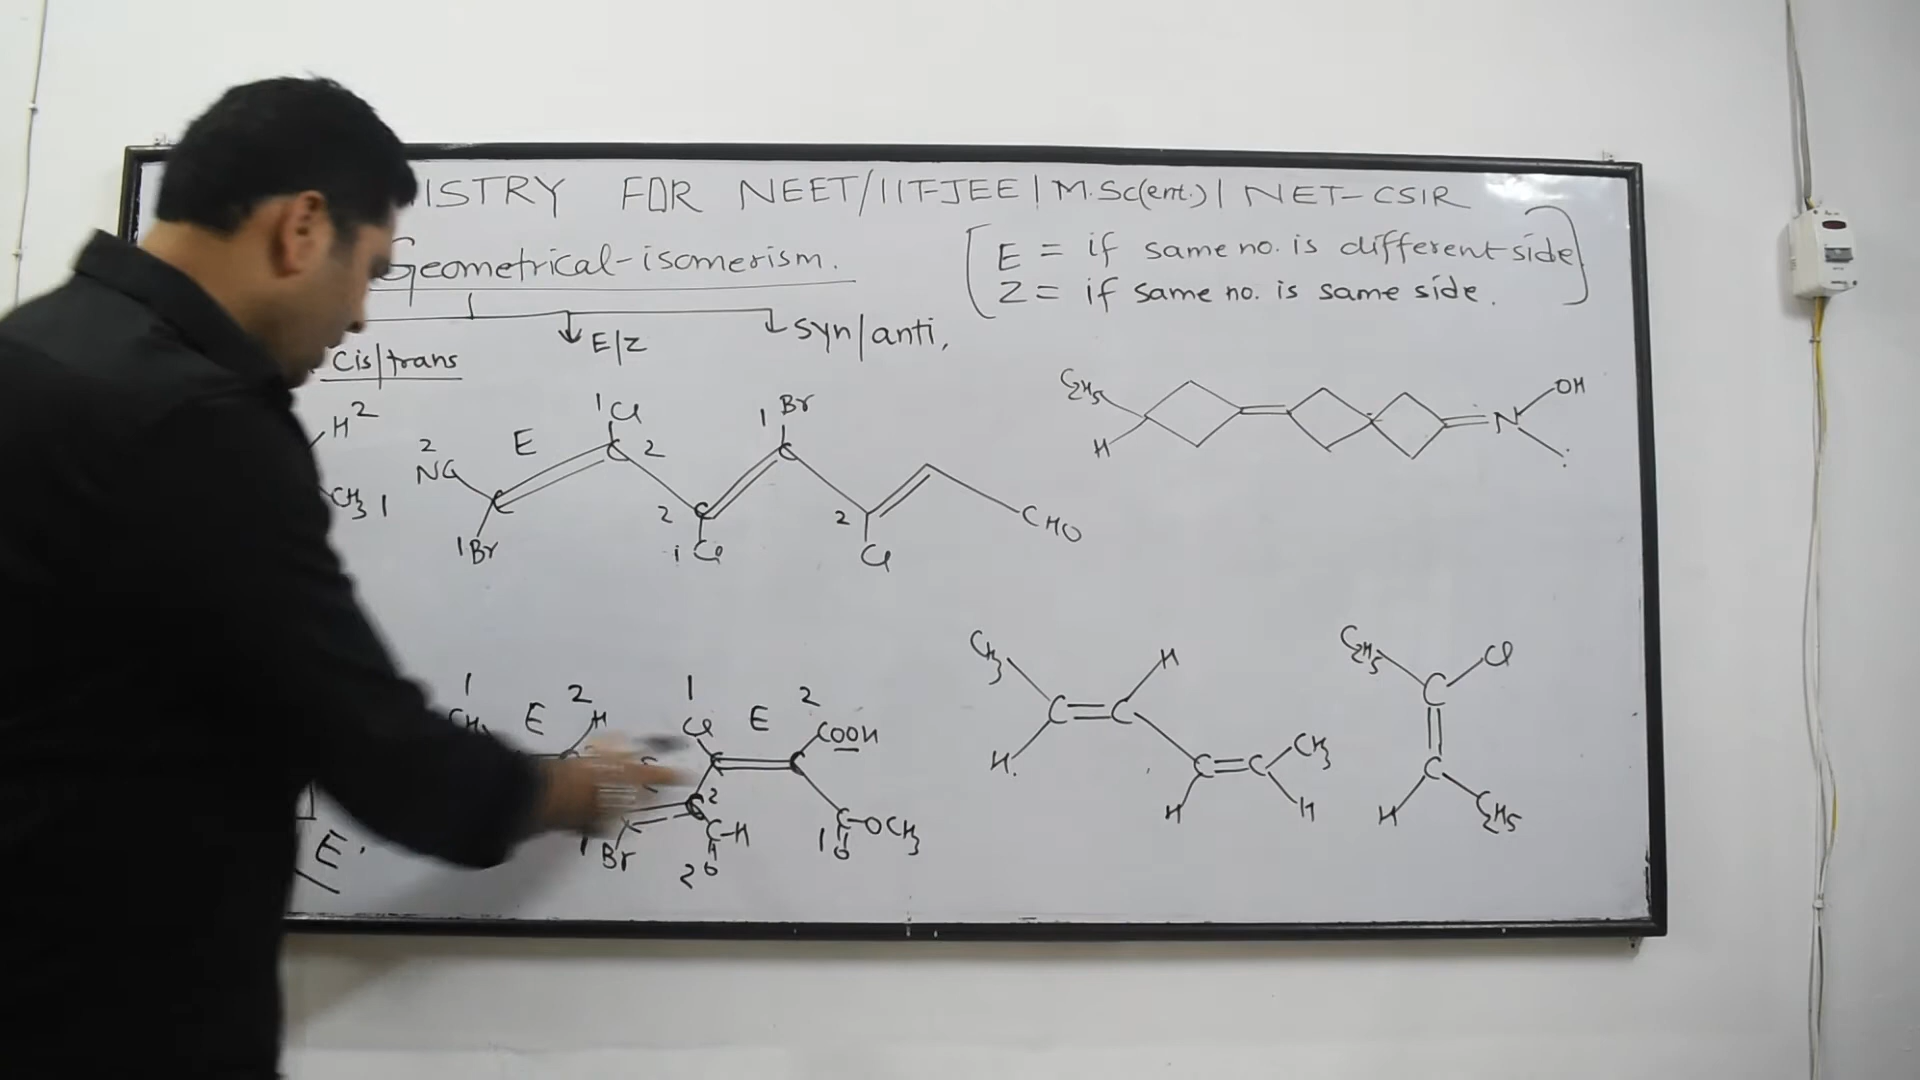 ISTRY FOR NEET/IIT-JEE | M.Sc(ent.) | NET-CSIR
Geometrical-isomerism.
E = if same no. is different side
Z = if same no. is same side.
Cis/trans
E/Z
Syn/anti,
H 2
CH3 1
2
E
1 Cl
2
1 Br
C
C
C
C
1 Br
2
1 Cl
2
Cl
CHO
C2H5
H
N
OH
:
1
E
2
H
1
Cl
E
2
COOH
C
C
C
2
Br
C-H
O
2
1 C-OCH3
O
E
CH3
H
C=C
H.
C=C
CH3
H
H
C2H5
Cl
C
C
H
C2H5